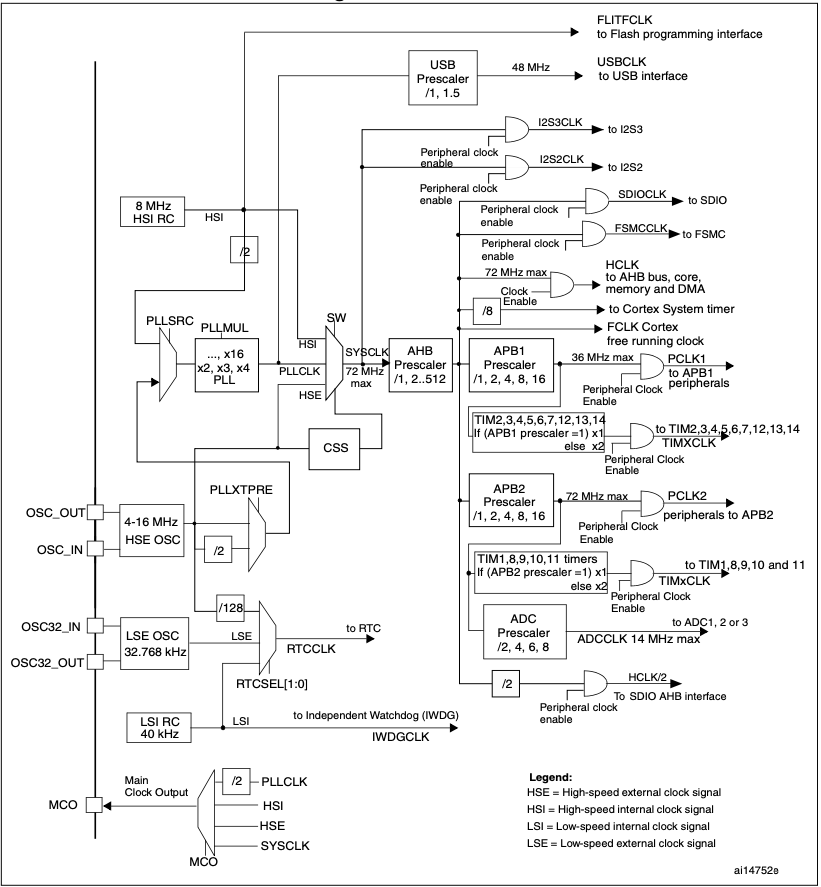 FLITFCLK
to Flash programming interface
USB
Prescaler
/1, 1.5
48 MHz
USBCLK
to USB interface
I2S3CLK
to I2S3
Peripheral clock
enable
I2S2CLK
to I2S2
Peripheral clock
enable
8 MHz
HSI RC
HSI
SDIOCLK
to SDIO
Peripheral clock
enable
FSMCCLK
to FSMC
Peripheral clock
enable
/2
HCLK
to AHB bus, core,
memory and DMA
72 MHz max
Clock
Enable
/8
to Cortex System timer
FCLK Cortex
free running clock
PLLSRC
PLLMUL
..., x16
x2, x3, x4
PLL
SW
HSI
PLLCLK
HSE
SYSCLK
72 MHz
max
AHB
Prescaler
/1, 2..512
APB1
Prescaler
/1, 2, 4, 8, 16
36 MHz max
PCLK1
to APB1
peripherals
Peripheral Clock
Enable
TIM2,3,4,5,6,7,12,13,14
If (APB1 prescaler =1) x1
else x2
to TIM2,3,4,5,6,7,12,13,14
TIMXCLK
Peripheral Clock
Enable
CSS
PLLXTPRE
OSC_OUT
OSC_IN
4-16 MHz
HSE OSC
/2
APB2
Prescaler
/1, 2, 4, 8, 16
72 MHz max
PCLK2
peripherals to APB2
Peripheral Clock
Enable
TIM1,8,9,10,11 timers
If (APB2 prescaler =1) x1
else x2
to TIM1,8,9,10 and 11
TIMxCLK
Peripheral Clock
Enable
/128
OSC32_IN
OSC32_OUT
LSE OSC
32.768 kHz
LSE
to RTC
RTCCLK
RTCSEL[1:0]
ADC
Prescaler
/2, 4, 6, 8
to ADC1, 2 or 3
ADCCLK 14 MHz max
/2
HCLK/2
To SDIO AHB interface
Peripheral clock
enable
LSI RC
40 kHz
LSI
to Independent Watchdog (IWDG)
IWDGCLK
MCO
Main
Clock Output
/2
PLLCLK
HSI
HSE
SYSCLK
MCO
Legend:
HSE = High-speed external clock signal
HSI = High-speed internal clock signal
LSI = Low-speed internal clock signal
LSE = Low-speed external clock signal
ai14752e